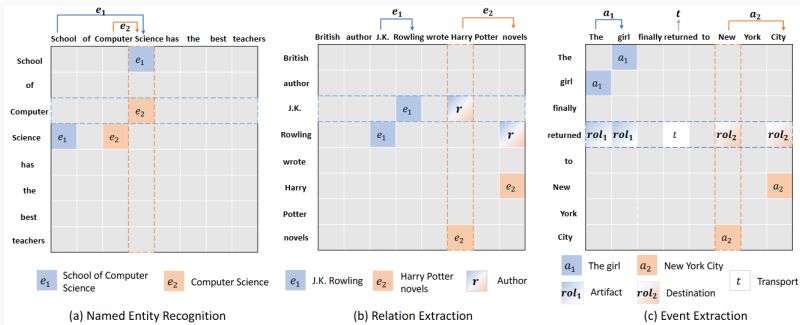 e1
e2
School of Computer Science has the best teachers
School
of
Computer
Science
has
the
best
teachers
e1
e2
e1
e2
e1 School of Computer Science
e2 Computer Science
(a) Named Entity Recognition
e1
e2
British author J.K. Rowling wrote Harry Potter novels
British
author
J.K.
Rowling
wrote
Harry
Potter
novels
e1 r
e1 r
e2
e2
e1 J.K. Rowling
e2 Harry Potter novels
r Author
(b) Relation Extraction
a1
t
a2
The girl finally returned to New York City
The
girl
finally
returned
to
New
York
City
a1
a1
rol1 rol1 t rol2 rol2
a2
a2
a1 The girl
a2 New York City
rol1 Artifact
rol2 Destination
t Transport
(c) Event Extraction